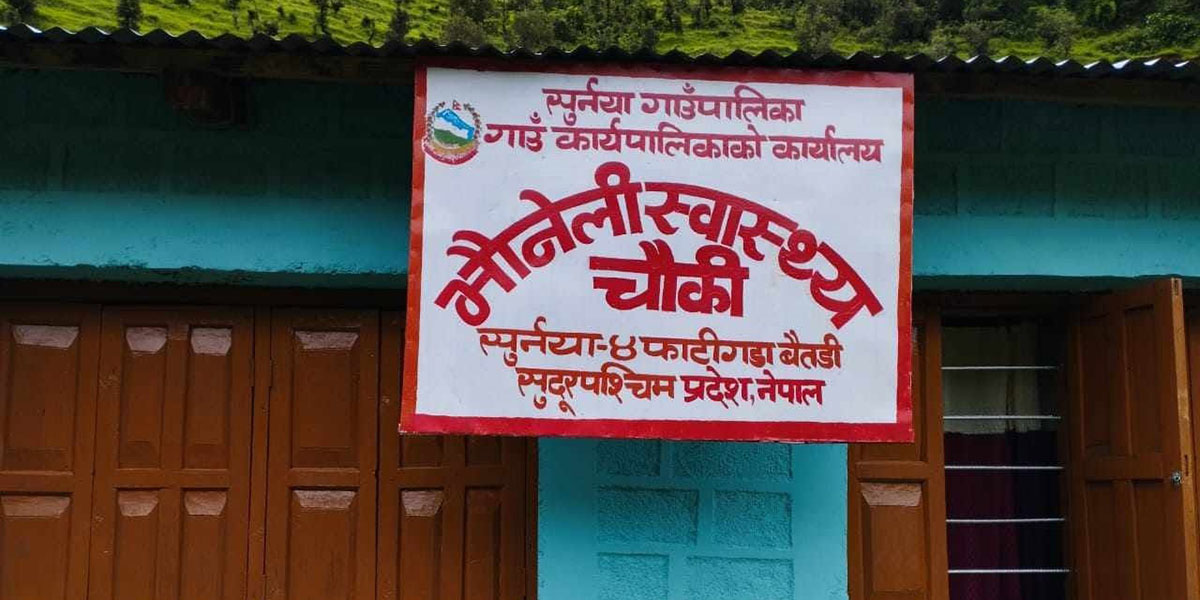 सुर्नया गाउँपालिका
गाउँ कार्यपालिकाको कार्यालय
मौनेली स्वास्थ्य
चौकी
सुर्नया-४ फाटीगडा बैतडी
सुदूरपश्चिम प्रदेश, नेपाल